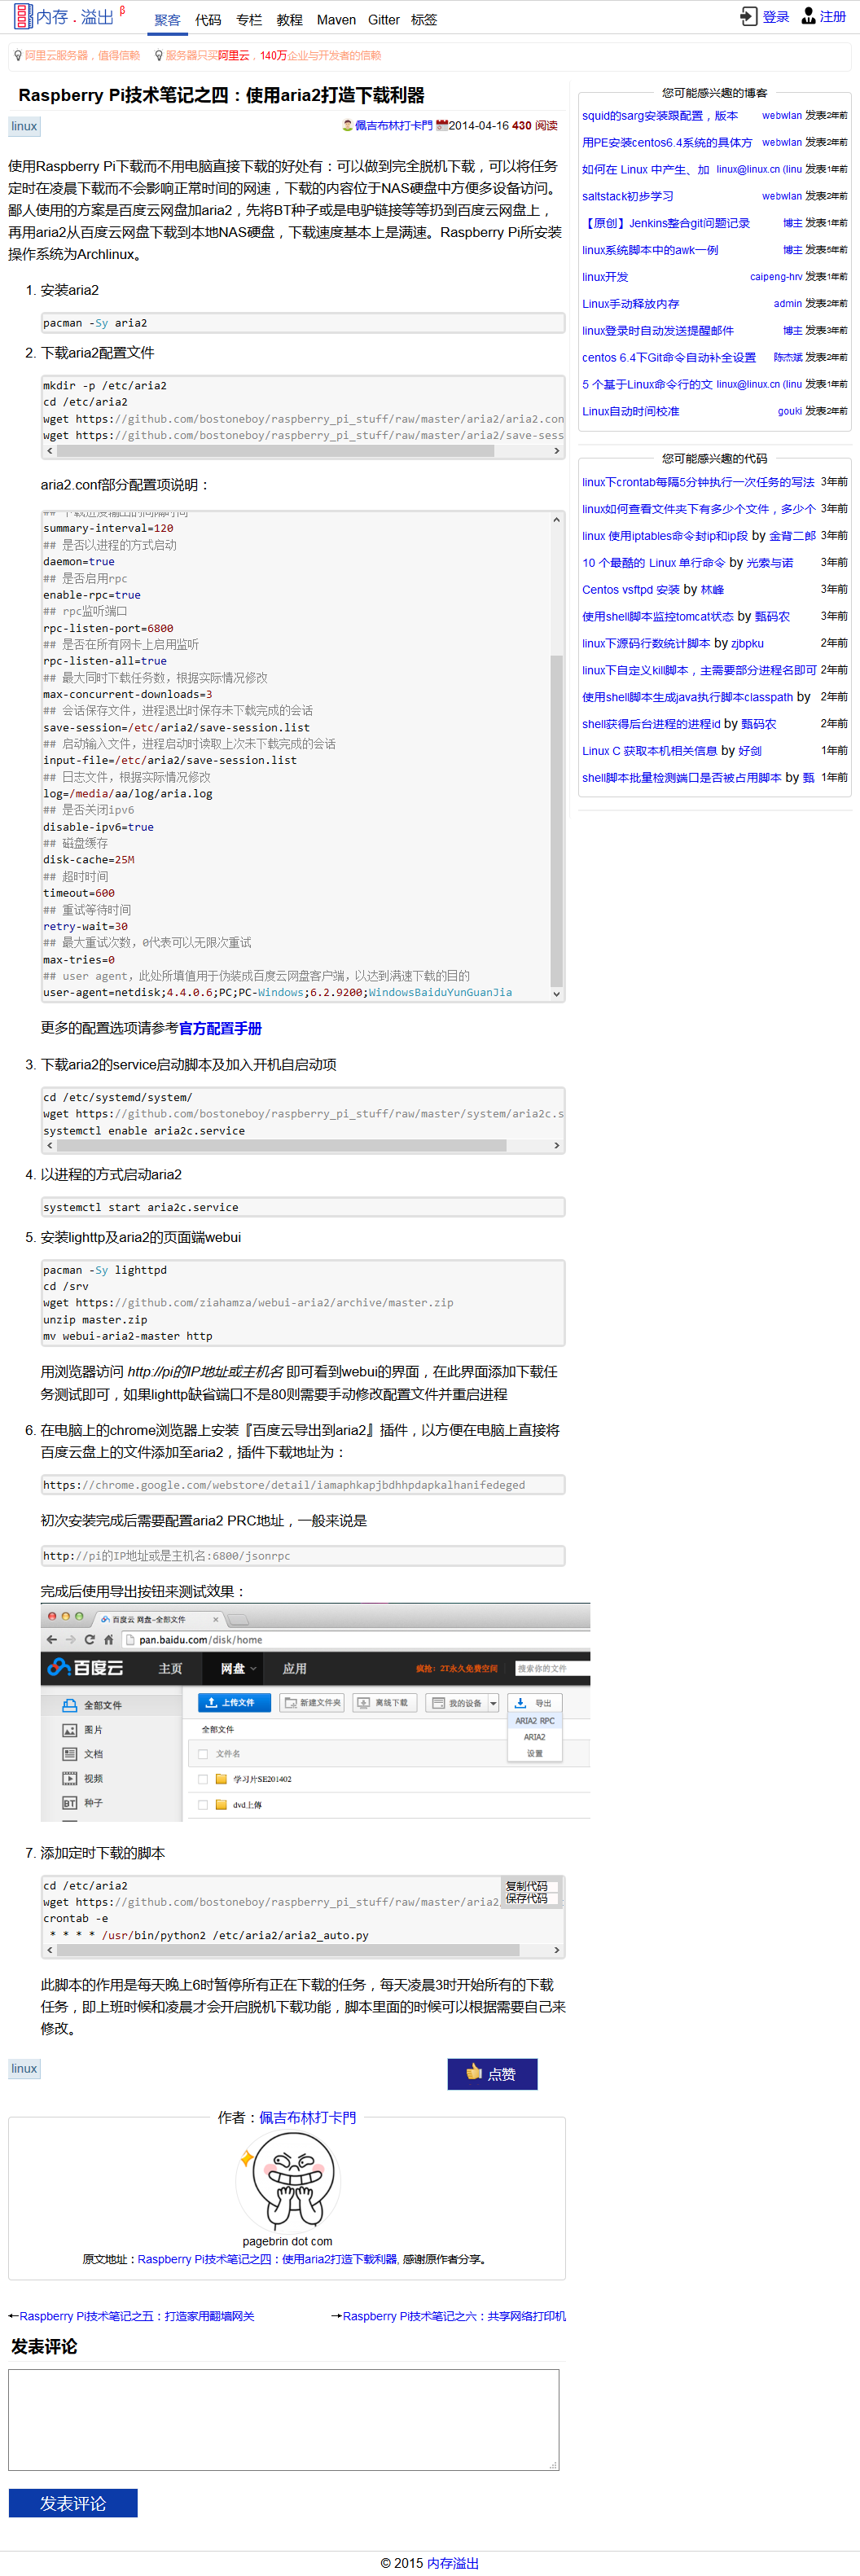 内存 . 溢出 β
聚客 代码 专栏 教程 Maven Gitter 标签
登录 注册
阿里云服务器，值得信赖 服务器只买阿里云，140万企业与开发者的信赖
Raspberry Pi技术笔记之四：使用aria2打造下载利器
linux
佩吉布林打卡門 2014-04-16 430 阅读
使用Raspberry Pi下载而不用电脑直接下载的好处有：可以做到完全脱机下载，可以将任务
定时在凌晨下载而不会影响正常时间的网速，下载的内容位于NAS硬盘中方便多设备访问。
鄙人使用的方案是百度云网盘加aria2，先将BT种子或是电驴链接等等扔到百度云网盘上，
再用aria2从百度云网盘下载到本地NAS硬盘，下载速度基本上是满速。Raspberry Pi所安装
操作系统为Archlinux。
1. 安装aria2
pacman -Sy aria2
2. 下载aria2配置文件
mkdir -p /etc/aria2
cd /etc/aria2
wget https://github.com/bostoneboy/raspberry_pi_stuff/raw/master/aria2/aria2.con
wget https://github.com/bostoneboy/raspberry_pi_stuff/raw/master/aria2/save-sess
aria2.conf部分配置项说明：
## 下载进度输出的间隔时间
summary-interval=120
## 是否以进程的方式启动
daemon=true
## 是否启用rpc
enable-rpc=true
## rpc监听端口
rpc-listen-port=6800
## 是否在所有网卡上启用监听
rpc-listen-all=true
## 最大同时下载任务数，根据实际情况修改
max-concurrent-downloads=3
## 会话保存文件，进程退出时保存未下载完成的会话
save-session=/etc/aria2/save-session.list
## 启动输入文件，进程启动时读取上次未下载完成的会话
input-file=/etc/aria2/save-session.list
## 日志文件，根据实际情况修改
log=/media/aa/log/aria.log
## 是否关闭ipv6
disable-ipv6=true
## 磁盘缓存
disk-cache=25M
## 超时时间
timeout=600
## 重试等待时间
retry-wait=30
## 最大重试次数，0代表可以无限次重试
max-tries=0
## user agent，此处所填值用于伪装成百度云网盘客户端，以达到满速下载的目的
user-agent=netdisk;4.4.0.6;PC;PC-Windows;6.2.9200;WindowsBaiduYunGuanJia
更多的配置选项请参考官方配置手册
3. 下载aria2的service启动脚本及加入开机自启动项
cd /etc/systemd/system/
wget https://github.com/bostoneboy/raspberry_pi_stuff/raw/master/system/aria2c.s
systemctl enable aria2c.service
4. 以进程的方式启动aria2
systemctl start aria2c.service
5. 安装lighttp及aria2的页面端webui
pacman -Sy lighttpd
cd /srv
wget https://github.com/ziahamza/webui-aria2/archive/master.zip
unzip master.zip
mv webui-aria2-master http
用浏览器访问 http://pi的IP地址或主机名 即可看到webui的界面，在此界面添加下载任
务测试即可，如果lighttp缺省端口不是80则需要手动修改配置文件并重启进程
6. 在电脑上的chrome浏览器上安装『百度云导出到aria2』插件，以方便在电脑上直接将
百度云盘上的文件添加至aria2，插件下载地址为：
https://chrome.google.com/webstore/detail/iamaphkapjbdhhpdapkalhanifedeged
初次安装完成后需要配置aria2 PRC地址，一般来说是
http://pi的IP地址或是主机名:6800/jsonrpc
完成后使用导出按钮来测试效果：
百度云 网盘-全部文件
pan.baidu.com/disk/home
百度云 主页 网盘 应用 疯抢：2T永久免费空间 搜索你的文件
全部文件 上传文件 新建文件夹 离线下载 我的设备 导出
图片 全部文件 ARIA2 RPC
文档 文件名 ARIA2
设置
视频 学习片SE201402
种子 dvd上傳
7. 添加定时下载的脚本
cd /etc/aria2
复制代码
保存代码
wget https://github.com/bostoneboy/raspberry_pi_stuff/raw/master/aria2
crontab -e
* * * * /usr/bin/python2 /etc/aria2/aria2_auto.py
此脚本的作用是每天晚上6时暂停所有正在下载的任务，每天凌晨3时开始所有的下载
任务，即上班时候和凌晨才会开启脱机下载功能，脚本里面的时候可以根据需要自己来
修改。
linux
点赞
作者：佩吉布林打卡門
pagebrin dot com
原文地址：Raspberry Pi技术笔记之四：使用aria2打造下载利器, 感谢原作者分享。
←Raspberry Pi技术笔记之五：打造家用翻墙网关 →Raspberry Pi技术笔记之六：共享网络打印机
发表评论
发表评论
您可能感兴趣的博客
squid的sarg安装跟配置，版本 webwlan 发表2年前
用PE安装centos6.4系统的具体方 webwlan 发表2年前
如何在 Linux 中产生、加 linux@linux.cn (linu 发表1年前
saltstack初步学习 webwlan 发表2年前
【原创】Jenkins整合git问题记录 博主 发表1年前
linux系统脚本中的awk一例 博主 发表5年前
linux开发 caipeng-hrv 发表1年前
Linux手动释放内存 admin 发表2年前
linux登录时自动发送提醒邮件 博主 发表3年前
centos 6.4下Git命令自动补全设置 陈杰斌 发表2年前
5 个基于Linux命令行的文 linux@linux.cn (linu 发表1年前
Linux自动时间校准 gouki 发表2年前
您可能感兴趣的代码
linux下crontab每隔5分钟执行一次任务的写法 3年前
linux如何查看文件夹下有多少个文件，多少个 3年前
linux 使用iptables命令封ip和ip段 by 金背二郎 3年前
10 个最酷的 Linux 单行命令 by 光索与诺 3年前
Centos vsftpd 安装 by 林峰 3年前
使用shell脚本监控tomcat状态 by 甄码农 3年前
linux下源码行数统计脚本 by zjbpku 2年前
linux下自定义kill脚本，主需要部分进程名即可 2年前
使用shell脚本生成java执行脚本classpath by 2年前
shell获得后台进程的进程id by 甄码农 2年前
Linux C 获取本机相关信息 by 好剑 1年前
shell脚本批量检测端口是否被占用脚本 by 甄 1年前
© 2015 内存溢出